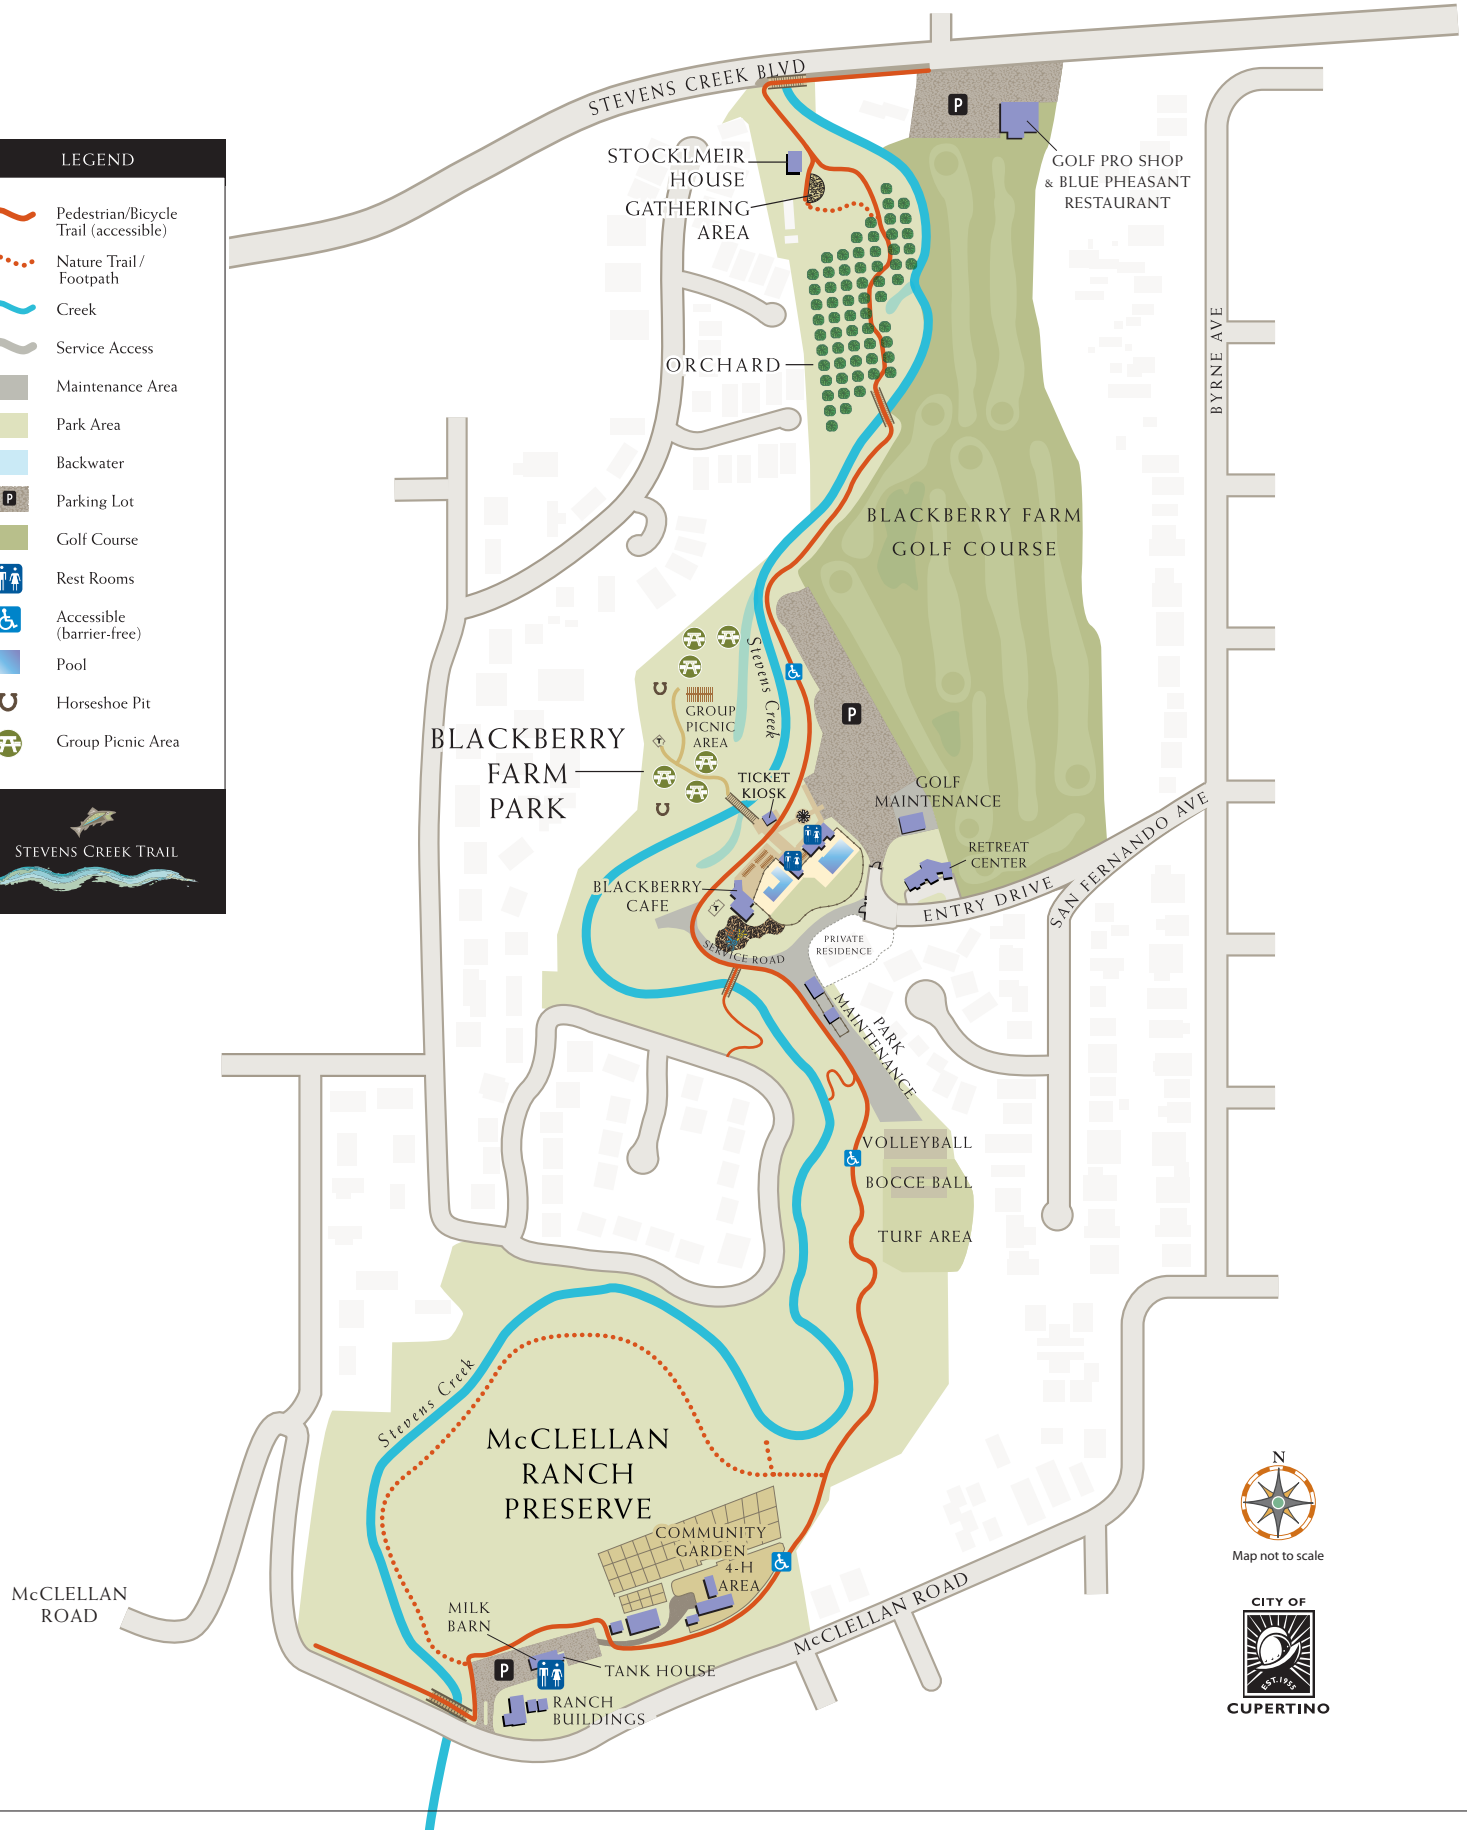 STEVENS CREEK BLVD
P
LEGEND
Pedestrian/Bicycle
Trail (accessible)
Nature Trail/
Footpath
Creek
Service Access
Maintenance Area
Park Area
Backwater
P
Parking Lot
Golf Course
Rest Rooms
Accessible
(barrier-free)
Pool
Horseshoe Pit
Group Picnic Area
STEVENS CREEK TRAIL
STOCKLMEIR
HOUSE
GATHERING
AREA
GOLF PRO SHOP
& BLUE PHEASANT
RESTAURANT
ORCHARD
BYRNE AVE
BLACKBERRY FARM
GOLF COURSE
Stevens Creek
GROUP
PICNIC
AREA
P
BLACKBERRY
FARM
PARK
TICKET
KIOSK
GOLF
MAINTENANCE
RETREAT
CENTER
BLACKBERRY
CAFE
ENTRY DRIVE
SAN FERNANDO AVE
SERVICE ROAD
PRIVATE
RESIDENCE
PARK
MAINTENANCE
VOLLEYBALL
BOCCE BALL
TURF AREA
Stevens Creek
McCLELLAN
RANCH
PRESERVE
COMMUNITY
GARDEN
4-H
AREA
McCLELLAN
ROAD
MILK
BARN
P
TANK HOUSE
RANCH
BUILDINGS
McCLELLAN ROAD
N
Map not to scale
CITY OF
EST. 1955
CUPERTINO